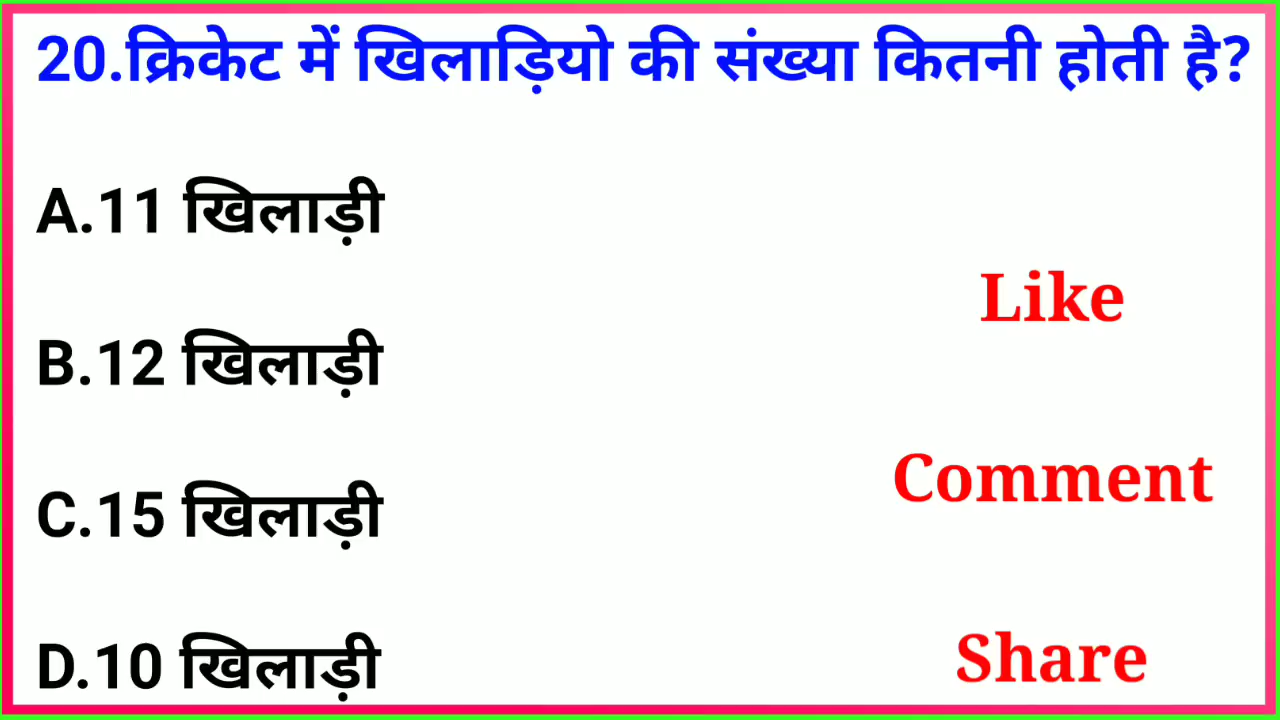 20.क्रिकेट में खिलाड़ियो की संख्या कितनी होती है?
A.11 खिलाड़ी
B.12 खिलाड़ी
C.15 खिलाड़ी
D.10 खिलाड़ी
Like
Comment
Share